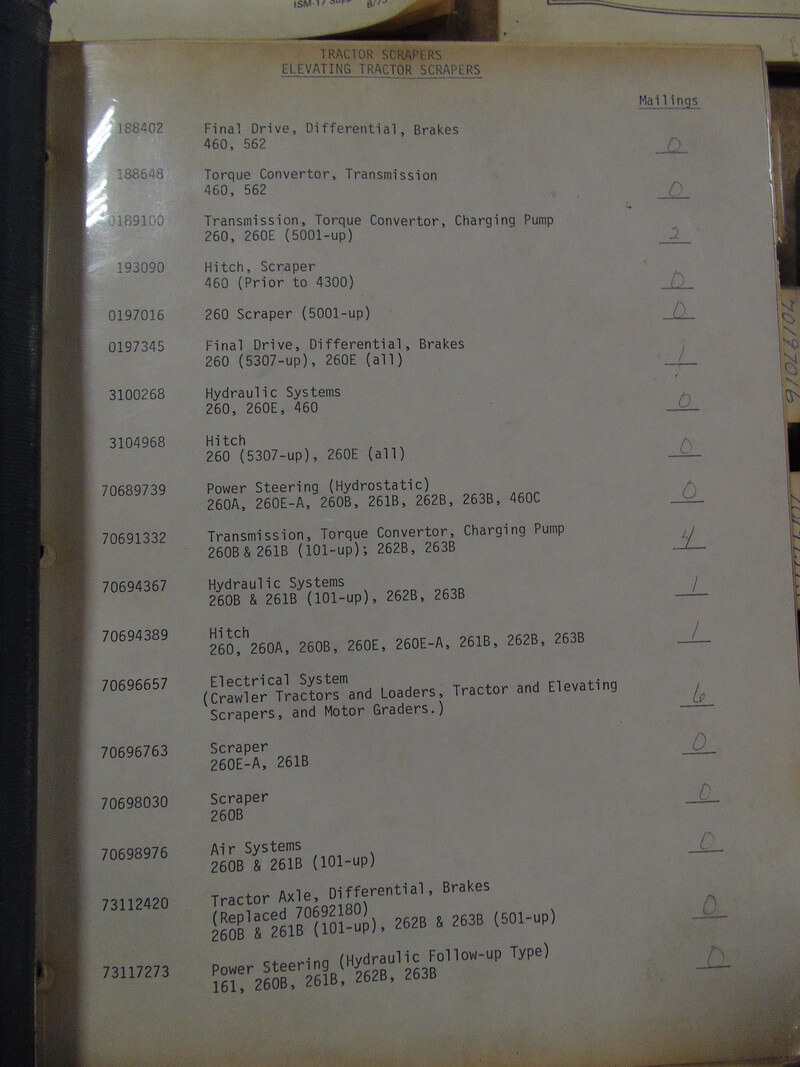 ISM-17 Supp 8/75
TRACTOR SCRAPERS
ELEVATING TRACTOR SCRAPERS
Mailings
188402 Final Drive, Differential, Brakes
460, 562 0
188648 Torque Convertor, Transmission
460, 562 0
0189100 Transmission, Torque Convertor, Charging Pump
260, 260E (5001-up) 2
193090 Hitch, Scraper
460 (Prior to 4300) 0
0197016 260 Scraper (5001-up) 0
0197345 Final Drive, Differential, Brakes
260 (5307-up), 260E (all) 1
3100268 Hydraulic Systems
260, 260E, 460 0
3104968 Hitch
260 (5307-up), 260E (all) 0
70689739 Power Steering (Hydrostatic)
260A, 260E-A, 260B, 261B, 262B, 263B, 460C 0
70691332 Transmission, Torque Convertor, Charging Pump
260B & 261B (101-up); 262B, 263B 4
70694367 Hydraulic Systems
260B & 261B (101-up), 262B, 263B 1
70694389 Hitch
260, 260A, 260B, 260E, 260E-A, 261B, 262B, 263B 1
70696657 Electrical System
(Crawler Tractors and Loaders, Tractor and Elevating
Scrapers, and Motor Graders.) 6
70696763 Scraper
260E-A, 261B 0
70698030 Scraper
260B 0
70698976 Air Systems
260B & 261B (101-up) 0
73112420 Tractor Axle, Differential, Brakes
(Replaced 70692180)
260B & 261B (101-up), 262B & 263B (501-up) 0
73117273 Power Steering (Hydraulic Follow-up Type)
161, 260B, 261B, 262B, 263B 0